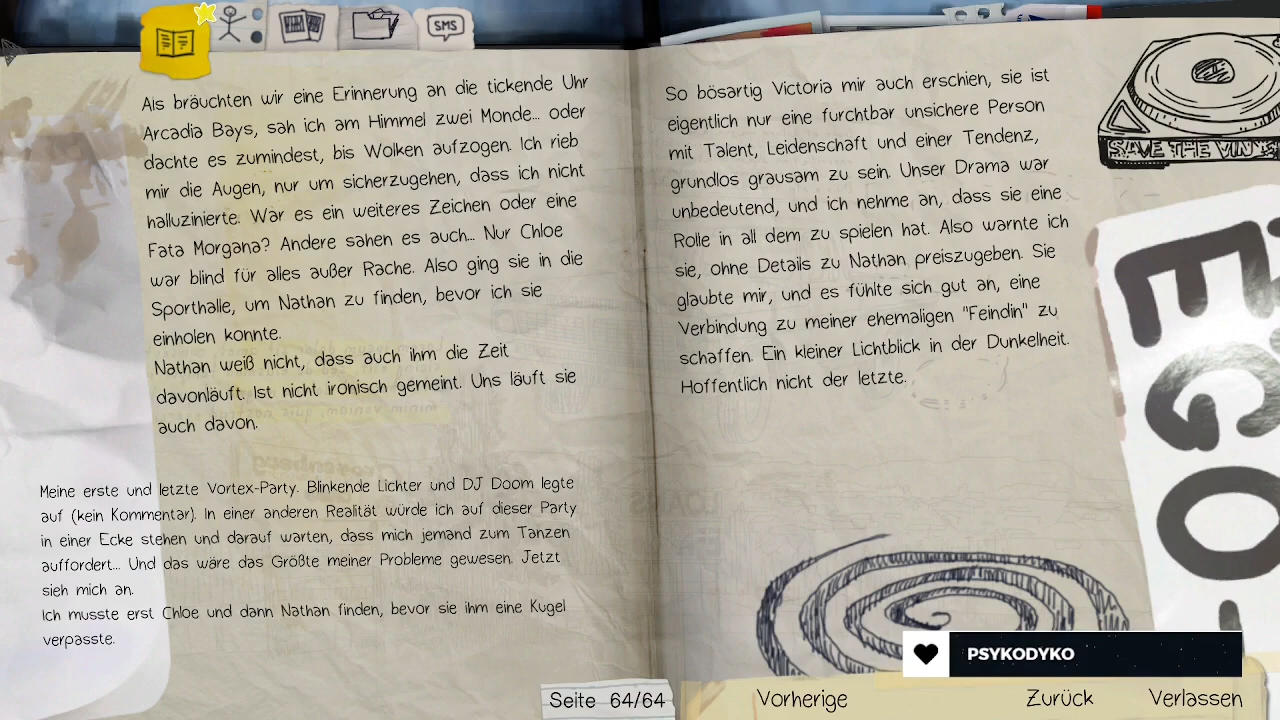 SMS
Als bräuchten wir eine Erinnerung an die tickende Uhr
Arcadia Bays, sah ich am Himmel zwei Monde... oder
dachte es zumindest, bis Wolken aufzogen. Ich rieb
mir die Augen, nur um sicherzugehen, dass ich nicht
halluzinierte. War es ein weiteres Zeichen oder eine
Fata Morgana? Andere sahen es auch... Nur Chloe
war blind für alles außer Rache. Also ging sie in die
Sporthalle, um Nathan zu finden, bevor ich sie
einholen konnte.
Nathan weiß nicht, dass auch ihm die Zeit
davonläuft. Ist nicht ironisch gemeint. Uns läuft sie
auch davon.
Meine erste und letzte Vortex-Party. Blinkende Lichter und DJ Doom legte
auf (kein Kommentar). In einer anderen Realität würde ich auf dieser Party
in einer Ecke stehen und darauf warten, dass mich jemand zum Tanzen
auffordert... Und das wäre das Größte meiner Probleme gewesen. Jetzt
sieh mich an.
Ich musste erst Chloe und dann Nathan finden, bevor sie ihm eine Kugel
verpasste.
So bösartig Victoria mir auch erschien, sie ist
eigentlich nur eine furchtbar unsichere Person
mit Talent, Leidenschaft und einer Tendenz,
grundlos grausam zu sein. Unser Drama war
unbedeutend, und ich nehme an, dass sie eine
Rolle in all dem zu spielen hat. Also warnte ich
sie, ohne Details zu Nathan preiszugeben. Sie
glaubte mir, und es fühlte sich gut an, eine
Verbindung zu meiner ehemaligen "Feindin" zu
schaffen. Ein kleiner Lichtblick in der Dunkelheit.
Hoffentlich nicht der letzte.
SAVE THE VINYL
EGO-
PSYKODYKO
Seite 64/64
Vorherige
Zurück
Verlassen